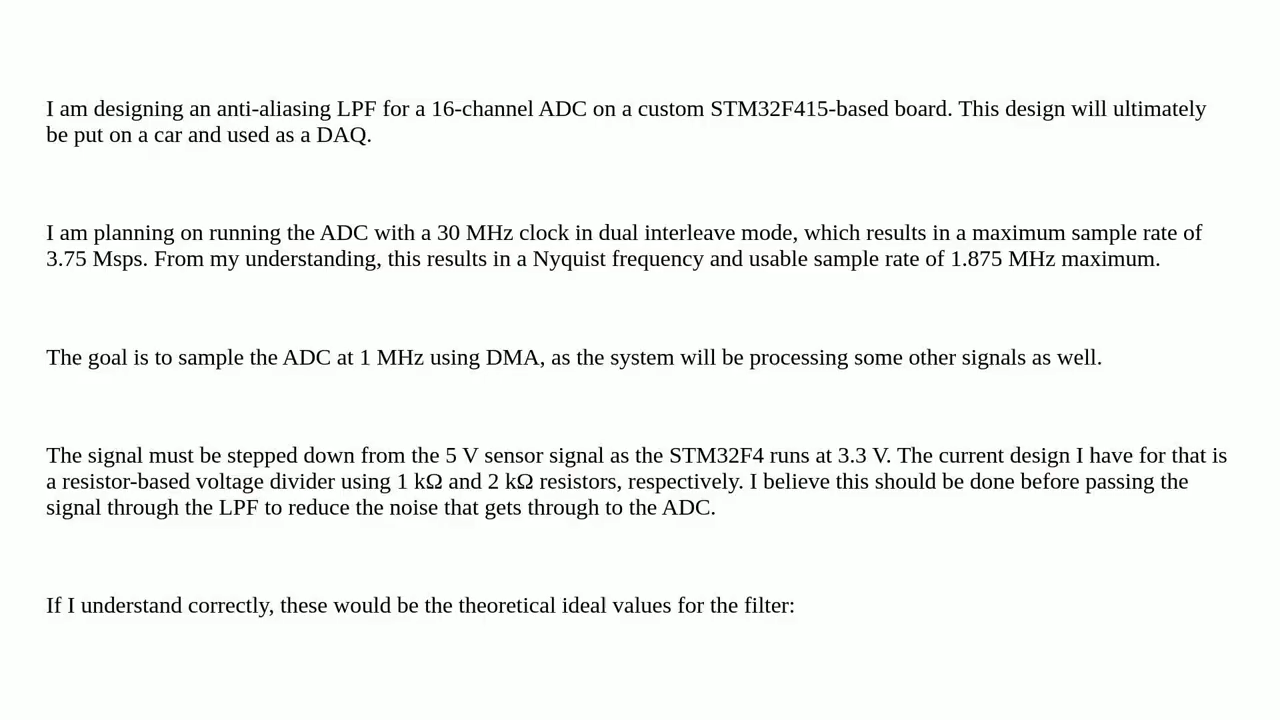 I am designing an anti-aliasing LPF for a 16-channel ADC on a custom STM32F415-based board. This design will ultimately
be put on a car and used as a DAQ.
I am planning on running the ADC with a 30 MHz clock in dual interleave mode, which results in a maximum sample rate of
3.75 Msps. From my understanding, this results in a Nyquist frequency and usable sample rate of 1.875 MHz maximum.
The goal is to sample the ADC at 1 MHz using DMA, as the system will be processing some other signals as well.
The signal must be stepped down from the 5 V sensor signal as the STM32F4 runs at 3.3 V. The current design I have for that is
a resistor-based voltage divider using 1 kΩ and 2 kΩ resistors, respectively. I believe this should be done before passing the
signal through the LPF to reduce the noise that gets through to the ADC.
If I understand correctly, these would be the theoretical ideal values for the filter: